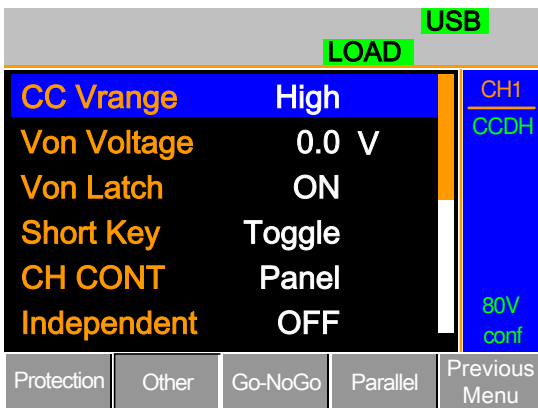 USB
LOAD
CC Vrange High
Von Voltage 0.0 V
Von Latch ON
Short Key Toggle
CH CONT Panel
Independent OFF
CH1
CCDH
80V
conf
Protection Other Go-NoGo Parallel Previous Menu